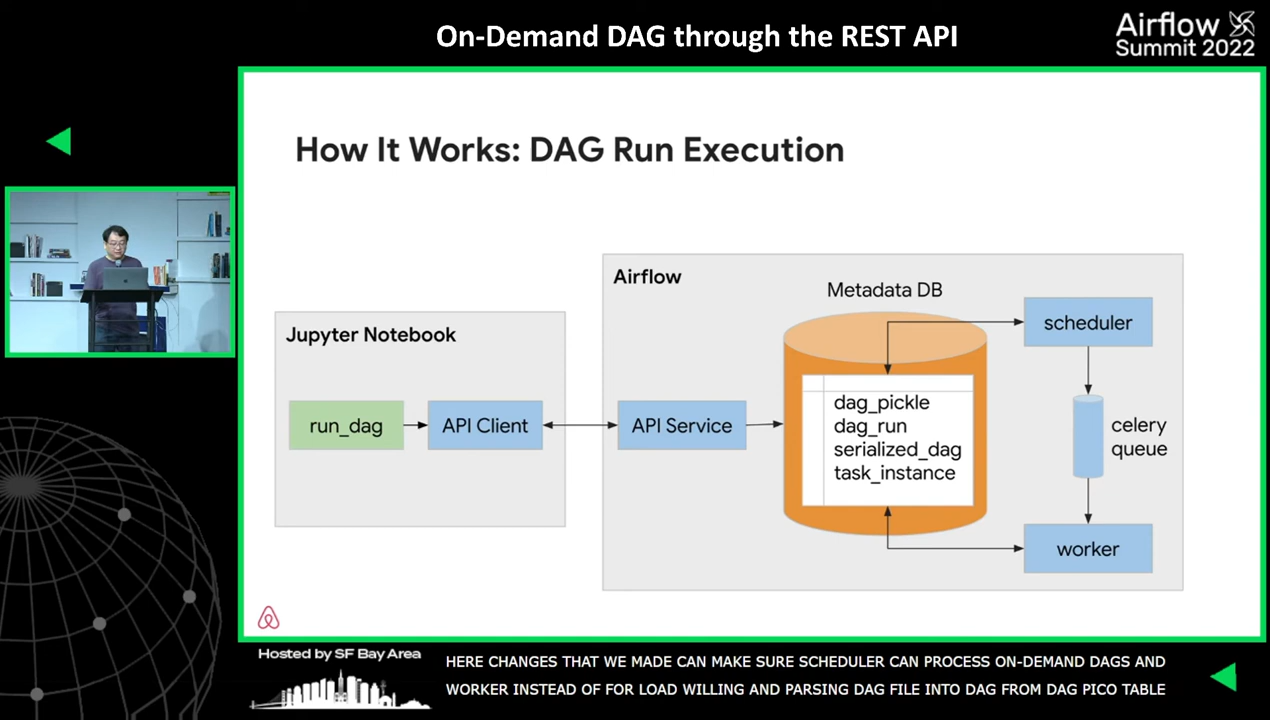 On-Demand DAG through the REST API
Airflow
Summit 2022
How It Works: DAG Run Execution
Jupyter Notebook
run_dag
API Client
Airflow
Metadata DB
API Service
dag_pickle
dag_run
serialized_dag
task_instance
scheduler
celery
queue
worker
Hosted by SF Bay Area
HERE CHANGES THAT WE MADE CAN MAKE SURE SCHEDULER CAN PROCESS ON-DEMAND DAGS AND
WORKER INSTEAD OF FOR LOAD WILLING AND PARSING DAG FILE INTO DAG FROM DAG PICO TABLE